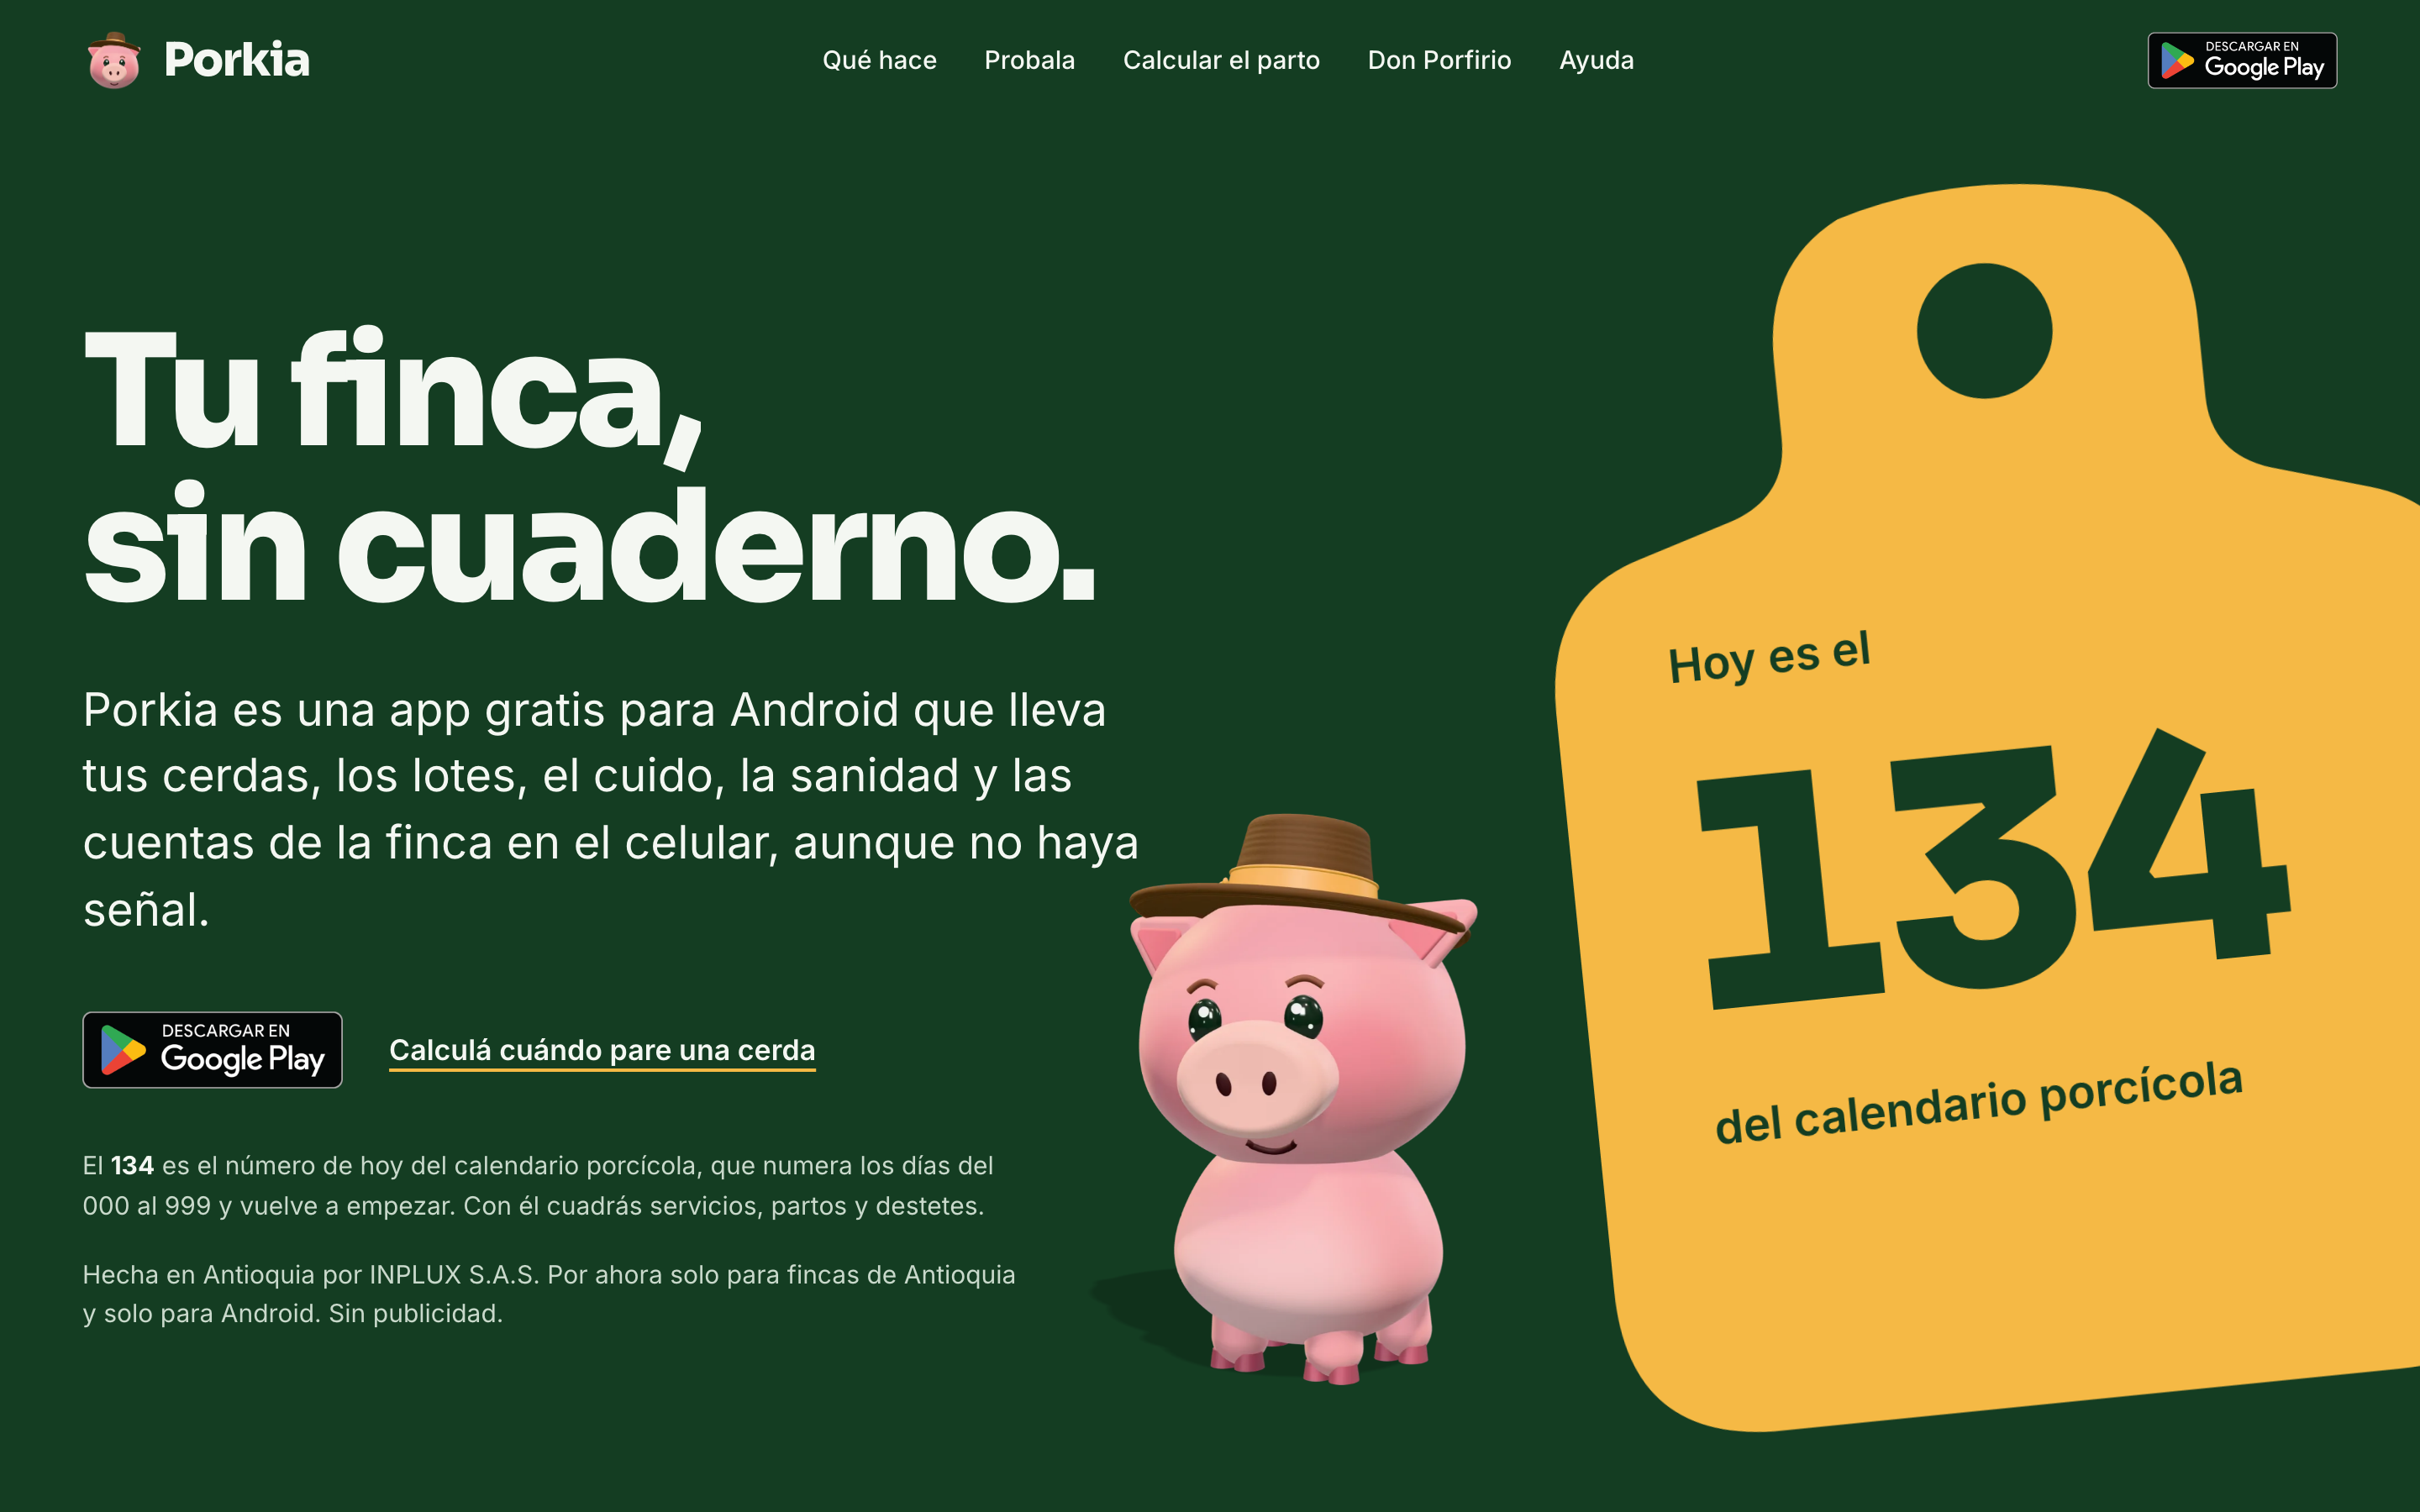 Porkia
Qué hace
Probala
Calcular el parto
Don Porfirio
Ayuda
DESCARGAR EN
Google Play
Tu finca,
sin cuaderno.
Porkia es una app gratis para Android que lleva
tus cerdas, los lotes, el cuido, la sanidad y las
cuentas de la finca en el celular, aunque no haya
señal.
DESCARGAR EN
Google Play
Calculá cuándo pare una cerda
El 134 es el número de hoy del calendario porcícola, que numera los días del
000 al 999 y vuelve a empezar. Con él cuadrás servicios, partos y destetes.
Hecha en Antioquia por INPLUX S.A.S. Por ahora solo para fincas de Antioquia
y solo para Android. Sin publicidad.
Hoy es el
134
del calendario porcícola